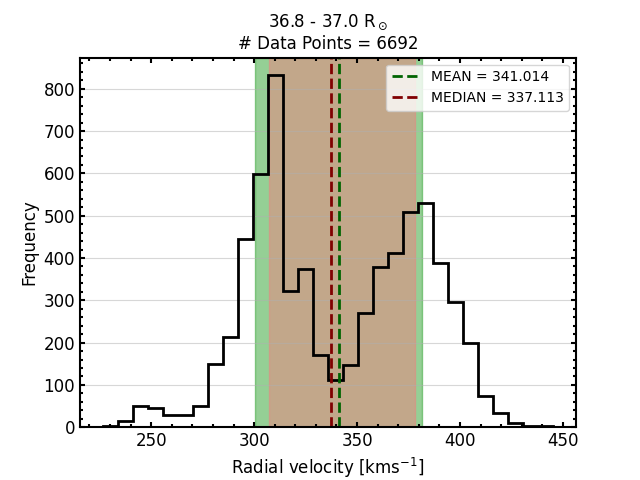 36.8 - 37.0 R⊙
# Data Points = 6692
MEAN = 341.014
MEDIAN = 337.113
Frequency
800
700
600
500
400
300
200
100
0
250 300 350 400 450
Radial velocity [kms⁻¹]